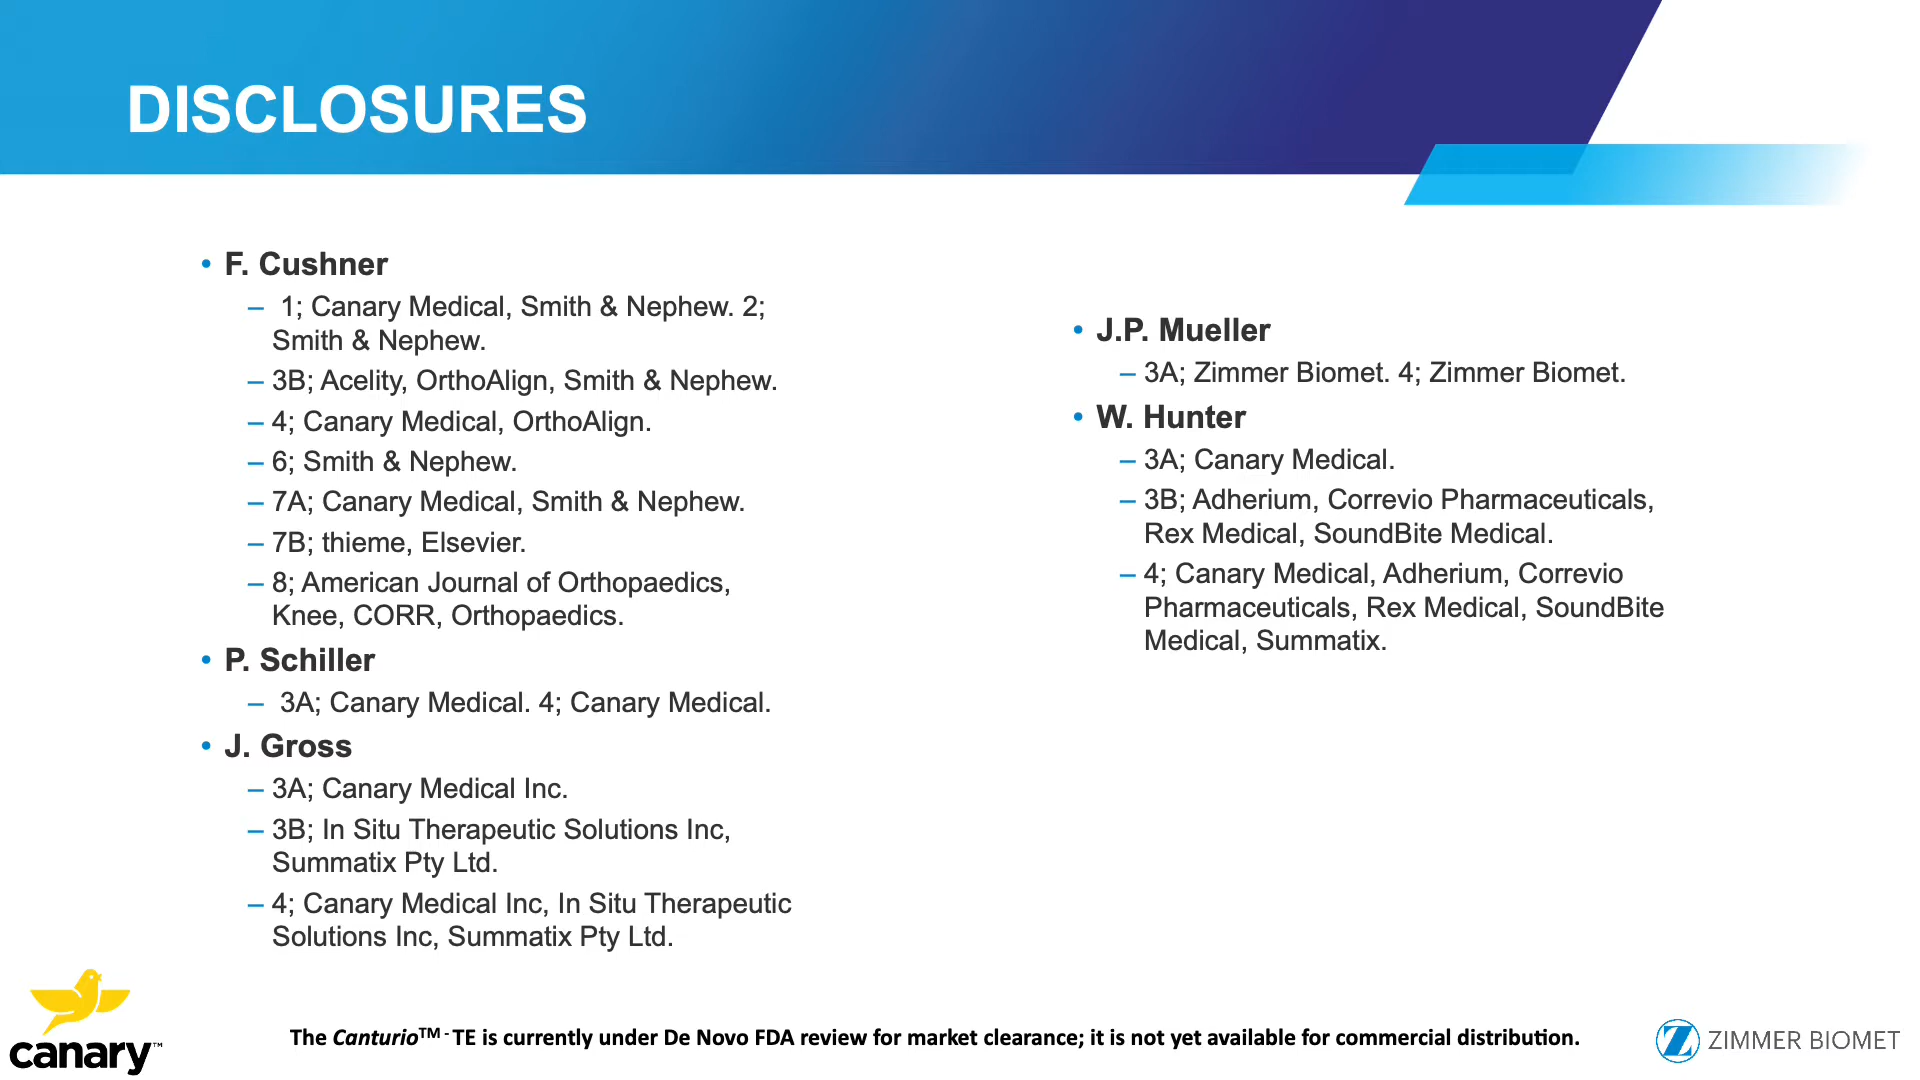 DISCLOSURES
• F. Cushner
– 1; Canary Medical, Smith & Nephew. 2;
Smith & Nephew.
– 3B; Acelity, OrthoAlign, Smith & Nephew.
– 4; Canary Medical, OrthoAlign.
– 6; Smith & Nephew.
– 7A; Canary Medical, Smith & Nephew.
– 7B; thieme, Elsevier.
– 8; American Journal of Orthopaedics,
Knee, CORR, Orthopaedics.
• P. Schiller
– 3A; Canary Medical. 4; Canary Medical.
• J. Gross
– 3A; Canary Medical Inc.
– 3B; In Situ Therapeutic Solutions Inc,
Summatix Pty Ltd.
– 4; Canary Medical Inc, In Situ Therapeutic
Solutions Inc, Summatix Pty Ltd.
• J.P. Mueller
– 3A; Zimmer Biomet. 4; Zimmer Biomet.
• W. Hunter
– 3A; Canary Medical.
– 3B; Adherium, Correvio Pharmaceuticals,
Rex Medical, SoundBite Medical.
– 4; Canary Medical, Adherium, Correvio
Pharmaceuticals, Rex Medical, SoundBite
Medical, Summatix.
canary™
The Canturio™ - TE is currently under De Novo FDA review for market clearance; it is not yet available for commercial distribution.
ZIMMER BIOMET